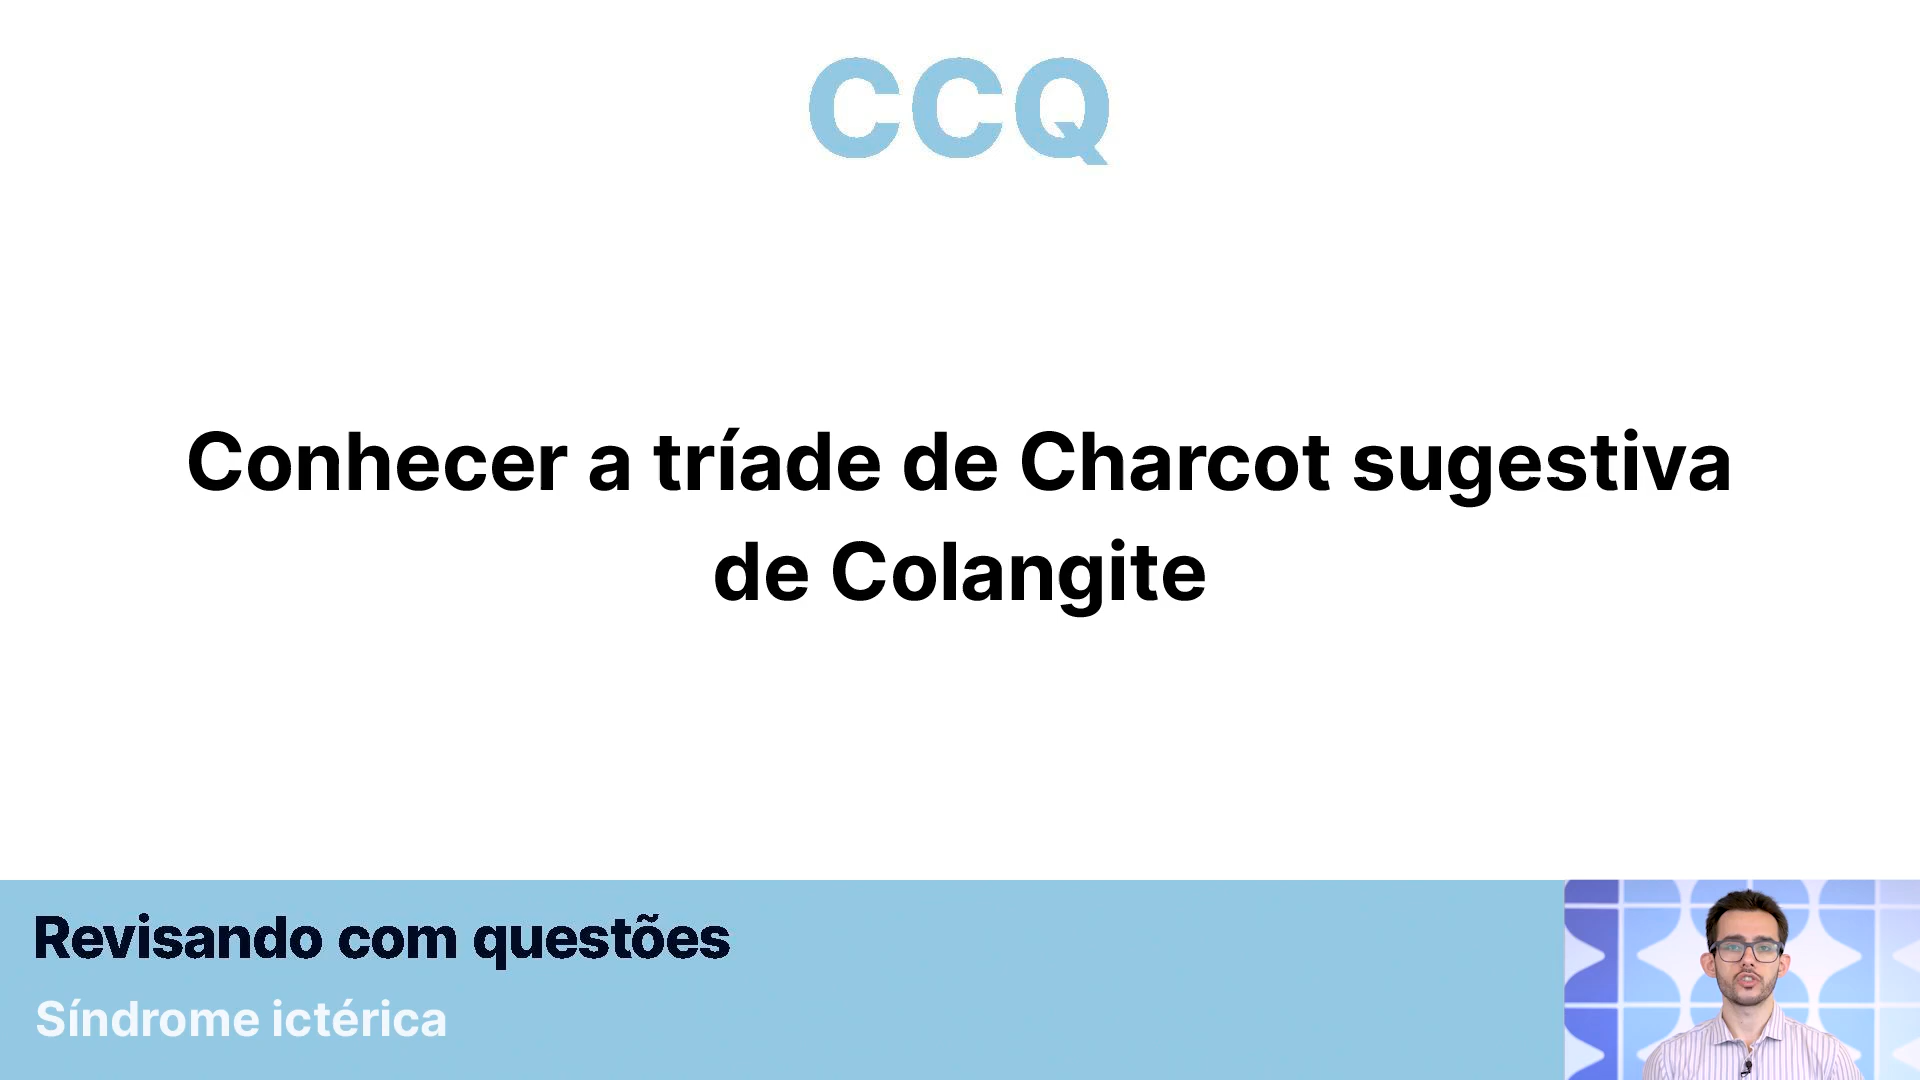 CCQ
Conhecer a tríade de Charcot sugestiva
de Colangite
Revisando com questões
Síndrome ictérica